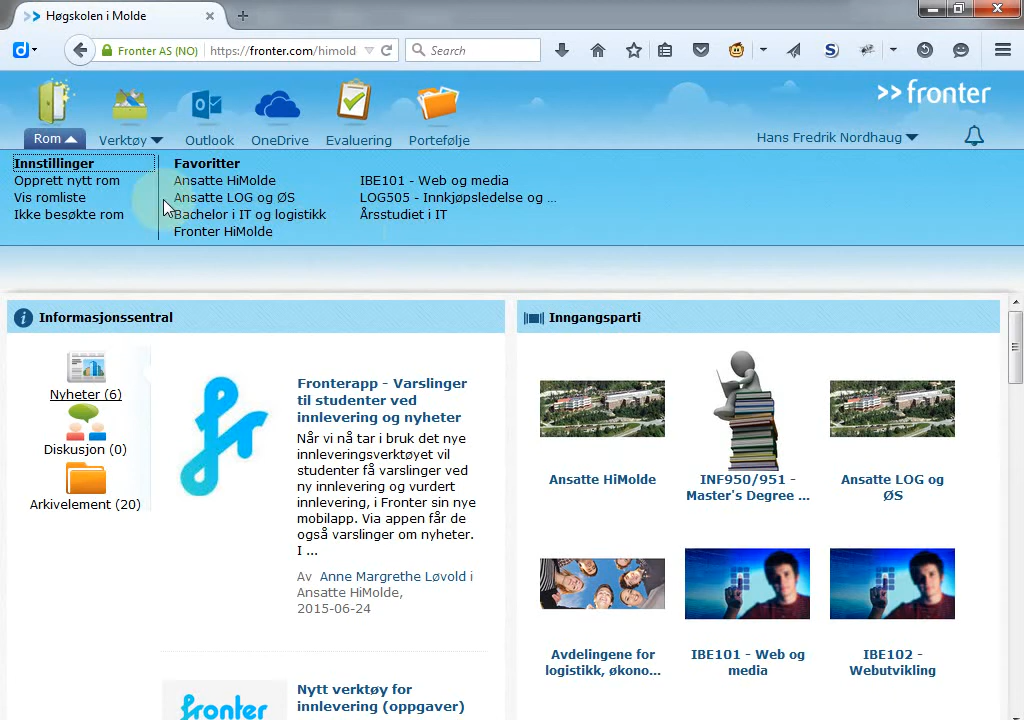 Høgskolen i Molde
Fronter AS (NO)
https://fronter.com/himold
Search
Rom
Verktøy
Outlook
OneDrive
Evaluering
Portefølje
>>fronter
Hans Fredrik Nordhaug
Innstillinger
Opprett nytt rom
Vis romliste
Ikke besøkte rom
Favoritter
Ansatte HiMolde
Ansatte LOG og ØS
Bachelor i IT og logistikk
Fronter HiMolde
IBE101 - Web og media
LOG505 - Innkjøpsledelse og ...
Årsstudiet i IT
Informasjonssentral
Nyheter (6)
Diskusjon (0)
Arkivelement (20)
Fronterapp - Varslinger
til studenter ved
innlevering og nyheter
Når vi nå tar i bruk det nye
innleveringsverktøyet vil
studenter få varslinger ved
ny innlevering og vurdert
innlevering, i Fronter sin nye
mobilapp. Via appen får de
også varslinger om nyheter.
I ...
Av Anne Margrethe Løvold i
Ansatte HiMolde,
2015-06-24
fronter
Nytt verktøy for
innlevering (oppgaver)
Inngangsparti
Ansatte HiMolde
INF950/951 -
Master's Degree ...
Ansatte LOG og
ØS
Avdelingene for
logistikk, økono...
IBE101 - Web og
media
IBE102 -
Webutvikling